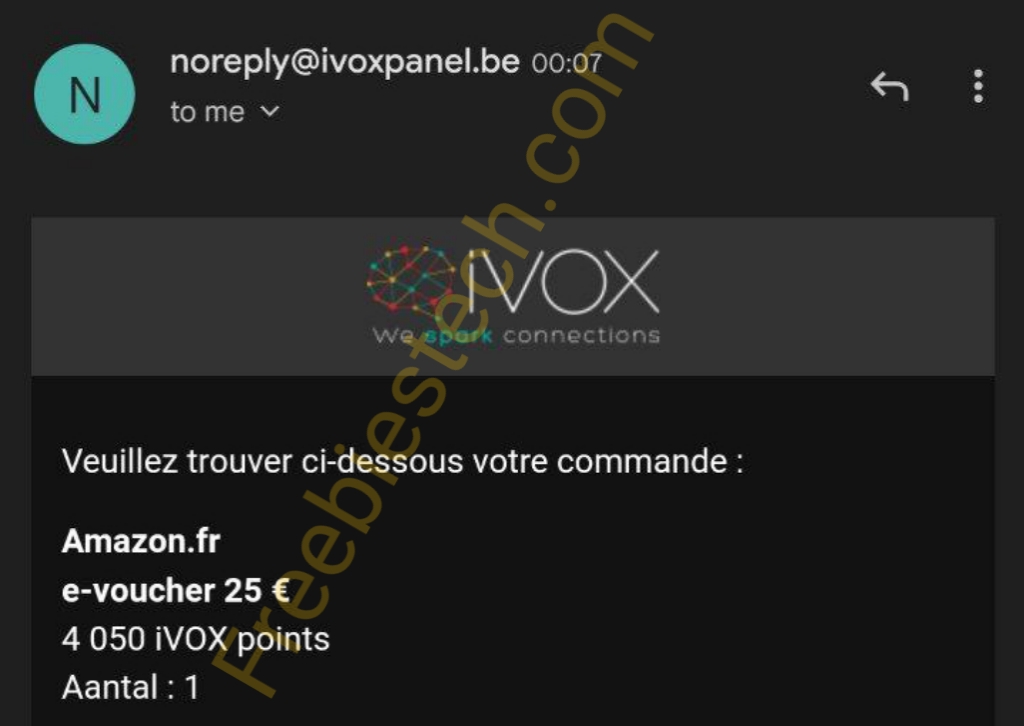 N
noreply@ivoxpanel.be 00:07
to me
iVOX
We spark connections
Veuillez trouver ci-dessous votre commande :
Amazon.fr
e-voucher 25 €
4 050 iVOX points
Aantal : 1
Freebiestech.com